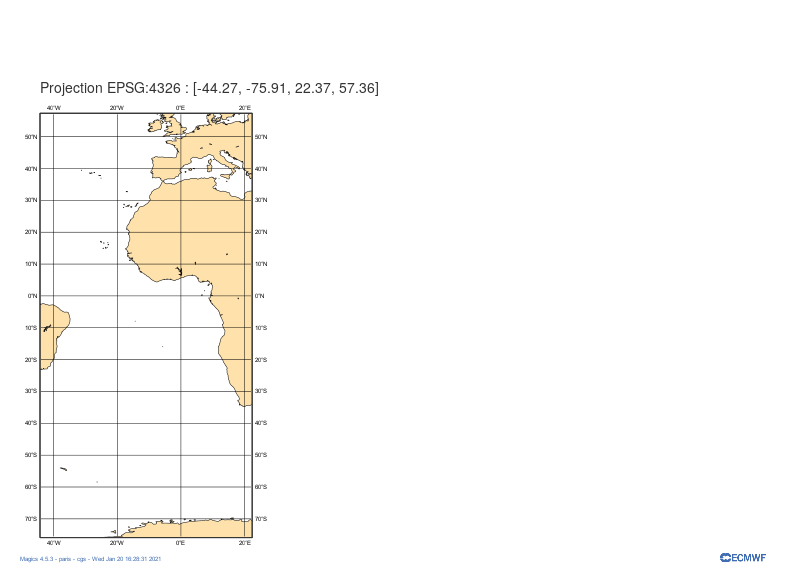 Projection EPSG:4326 : [-44.27, -75.91, 22.37, 57.36]
40°W 20°W 0°E 20°E
50°N 50°N
40°N 40°N
30°N 30°N
20°N 20°N
10°N 10°N
0°N 0°N
10°S 10°S
20°S 20°S
30°S 30°S
40°S 40°S
50°S 50°S
60°S 60°S
70°S 70°S
40°W 20°W 0°E 20°E
Magics 4.5.3 - paris - cgs - Wed Jan 20 16:28:31 2021
ECMWF